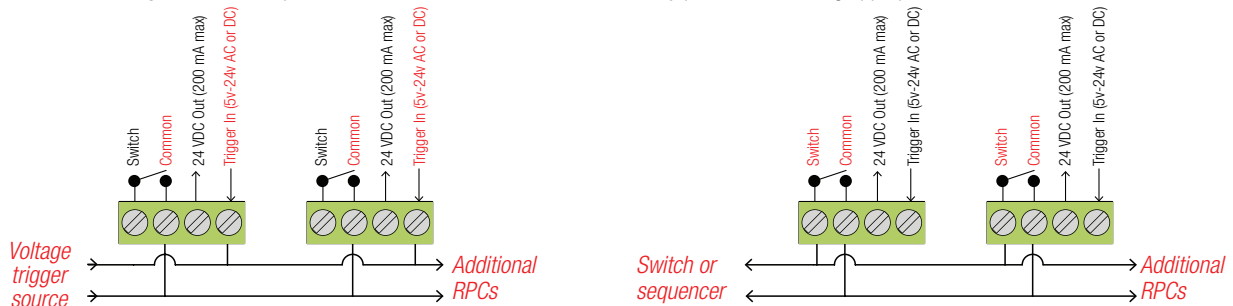 Switch
Common
24 VDC Out (200 mA max)
Trigger In (5v-24v AC or DC)
Switch
Common
24 VDC Out (200 mA max)
Trigger In (5v-24v AC or DC)
Voltage
trigger
source
Additional
RPCs
Switch
Common
24 VDC Out (200 mA max)
Trigger In (5v-24v AC or DC)
Switch
Common
24 VDC Out (200 mA max)
Trigger In (5v-24v AC or DC)
Switch or
sequencer
Additional
RPCs